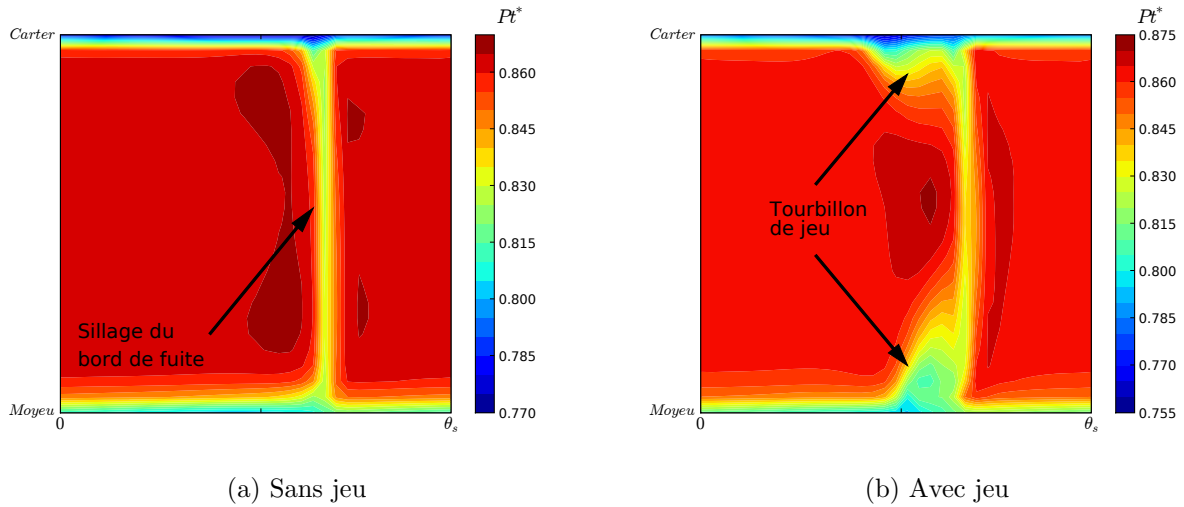 Pt*
Carter
0.860
0.845
0.830
0.815
0.800
0.785
0.770
Sillage du
bord de fuite
Moyeu
0
θs
(a) Sans jeu
Pt*
Carter
0.875
0.860
0.845
0.830
0.815
0.800
0.785
0.770
0.755
Tourbillon
de jeu
Moyeu
0
θs
(b) Avec jeu